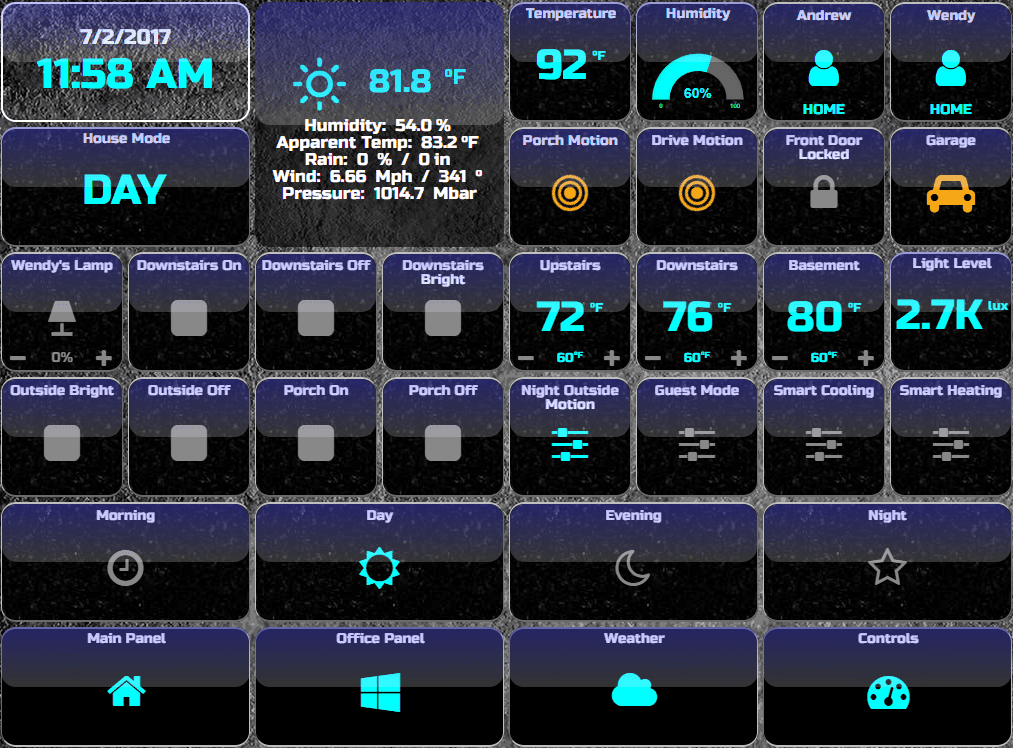 7/2/2017
11:58 AM
81.8 °F
Humidity: 54.0 %
Apparent Temp: 83.2 °F
Rain: 0 % / 0 in
Wind: 6.66 Mph / 341 °
Pressure: 1014.7 Mbar
Temperature
92 °F
Humidity
60%
0 100
Andrew
HOME
Wendy
HOME
House Mode
DAY
Porch Motion
Drive Motion
Front Door
Locked
Garage
Wendy's Lamp
0%
Downstairs On
Downstairs Off
Downstairs
Bright
Upstairs
72 °F
60°F
Downstairs
76 °F
60°F
Basement
80 °F
60°F
Light Level
2.7K lux
Outside Bright
Outside Off
Porch On
Porch Off
Night Outside
Motion
Guest Mode
Smart Cooling
Smart Heating
Morning
Day
Evening
Night
Main Panel
Office Panel
Weather
Controls